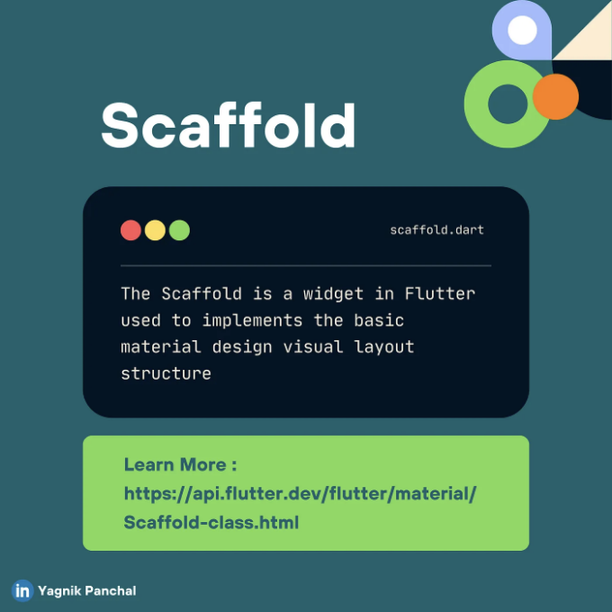 Scaffold
scaffold.dart
The Scaffold is a widget in Flutter
used to implements the basic
material design visual layout
structure
Learn More :
https://api.flutter.dev/flutter/material/
Scaffold-class.html
in Yagnik Panchal